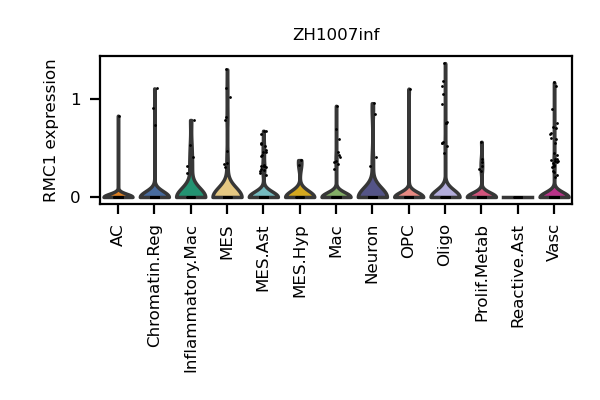 ZH1007inf
RMC1 expression
1
0
AC
Chromatin.Reg
Inflammatory.Mac
MES
MES.Ast
MES.Hyp
Mac
Neuron
OPC
Oligo
Prolif.Metab
Reactive.Ast
Vasc